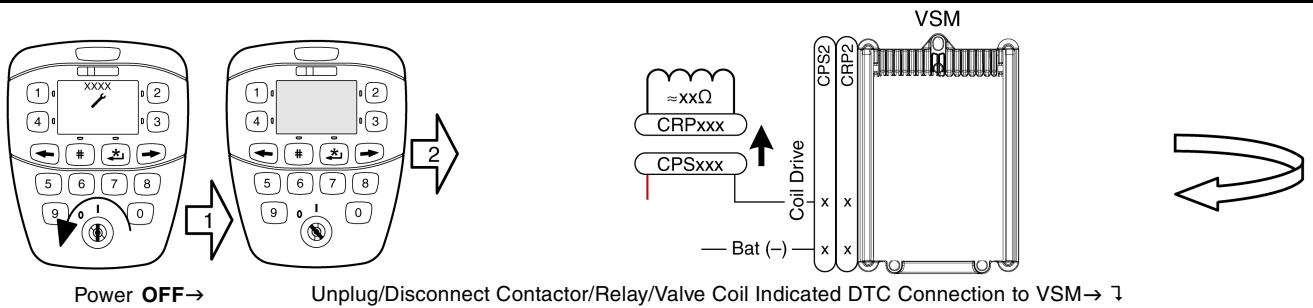 VSM
XXXX
1 2
4 3
# *
5 6 7 8
9 0 I 0
1
1 2
4 3
# *
5 6 7 8
9 0 I 0
2
≈xxΩ
CRPxxx
CPSxxx
Coil Drive
CPS2
CRP2
x x
Bat (–)
x x
Power OFF→
Unplug/Disconnect Contactor/Relay/Valve Coil Indicated DTC Connection to VSM→ ↴